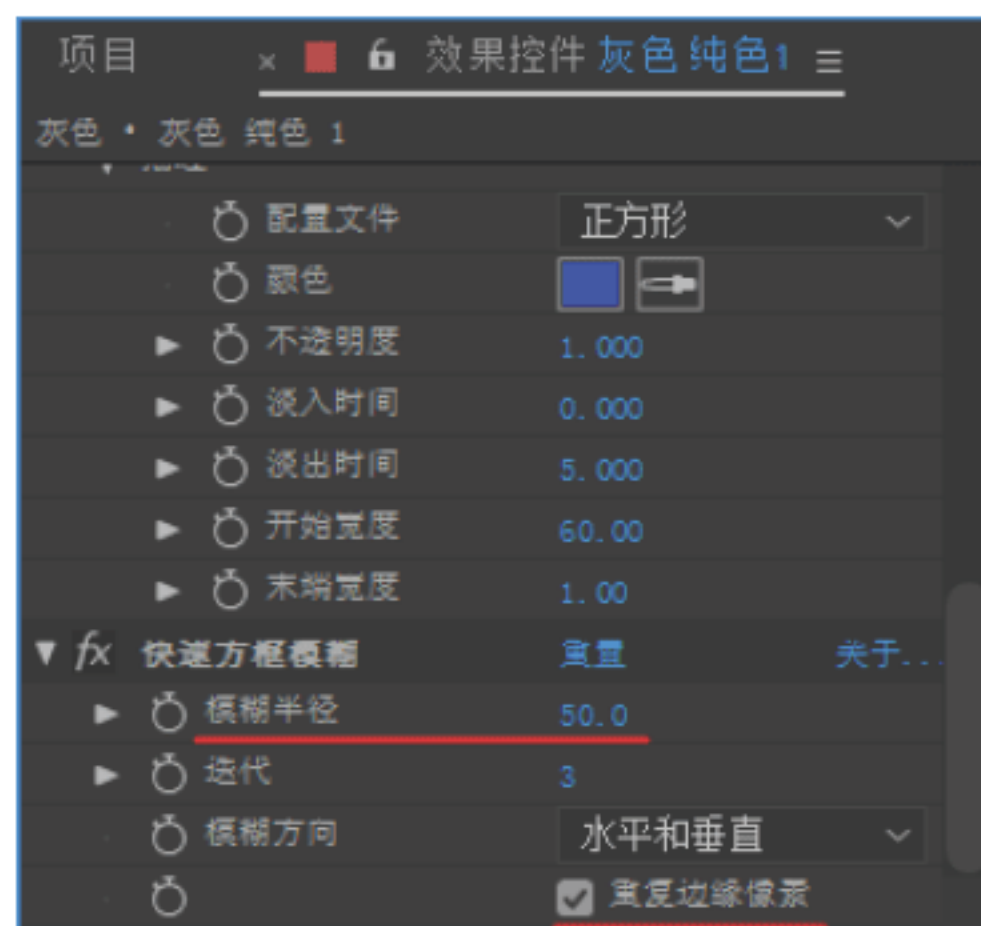 项目 × 效果控件 灰色 纯色1 ≡
灰色 · 灰色 纯色 1
配置文件 正方形
颜色
不透明度 1.000
淡入时间 0.000
淡出时间 5.000
开始宽度 60.00
末端宽度 1.00
fx 快速方框模糊 重置 关于...
模糊半径 50.0
迭代 3
模糊方向 水平和垂直
重复边缘像素